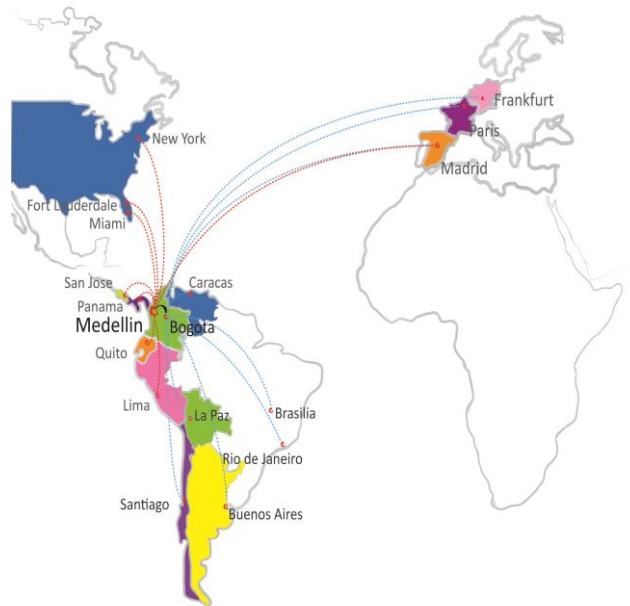 Frankfurt
New York
Paris
Madrid
Fort Lauderdale
Miami
San Jose
Caracas
Panama
Medellin
Bogota
Quito
Lima
La Paz
Brasilia
Rio de Janeiro
Santiago
Buenos Aires